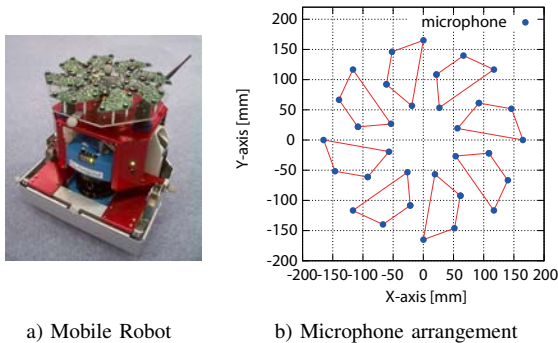 microphone
200
150
100
50
0
-50
-100
-150
-200
Y-axis [mm]
-200-150-100 -50 0 50 100 150 200
X-axis [mm]
a) Mobile Robot
b) Microphone arrangement